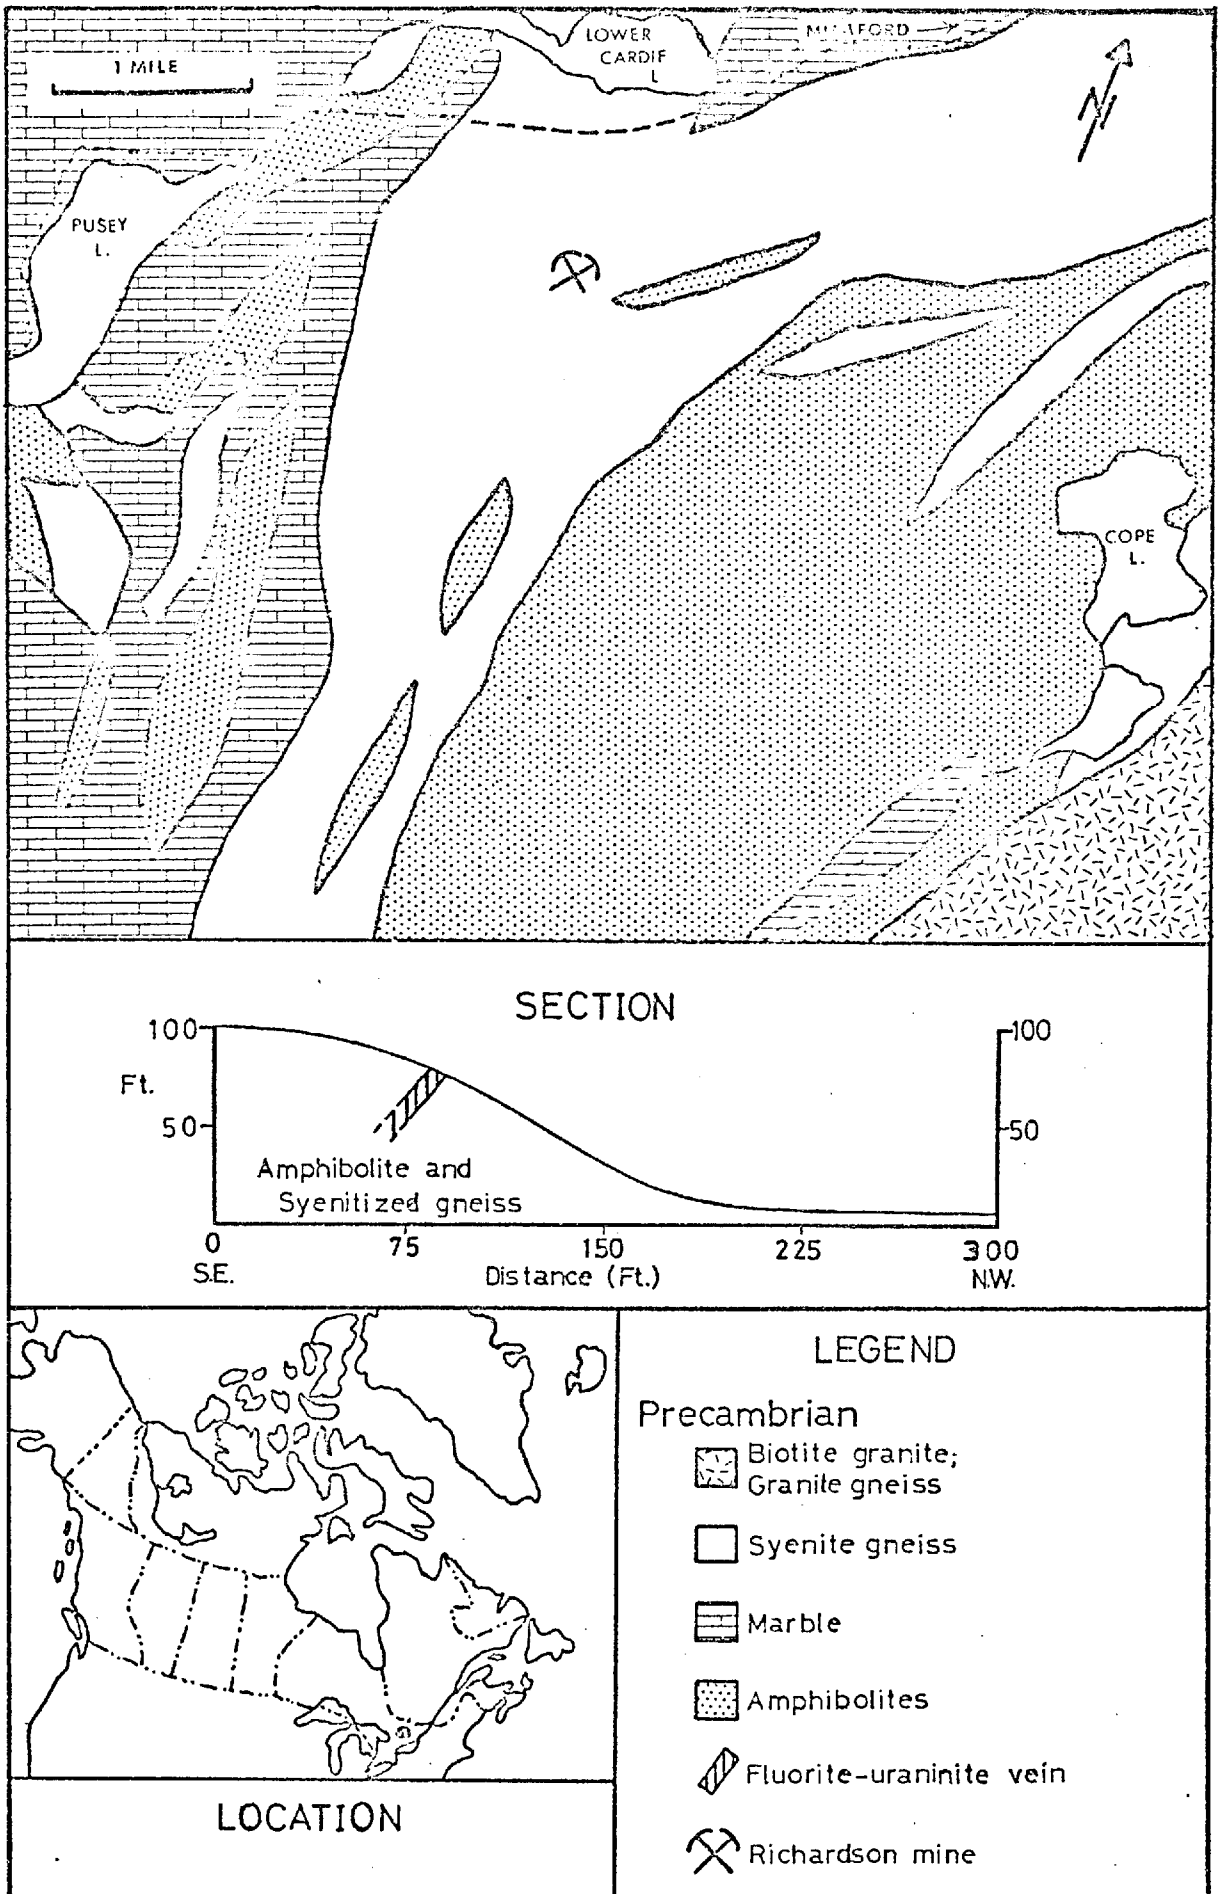 LOWER
CARDIF
L
1 MILE
N
PUSEY
L.
COPE
L.
SECTION
100
100
Ft.
50
50
Amphibolite and
Syenitized gneiss
0
75
150
225
300
S.E.
Distance (Ft.)
N.W.
LEGEND
Precambrian
Biotite granite;
Granite gneiss
Syenite gneiss
Marble
Amphibolites
Fluorite-uraninite vein
Richardson mine
LOCATION